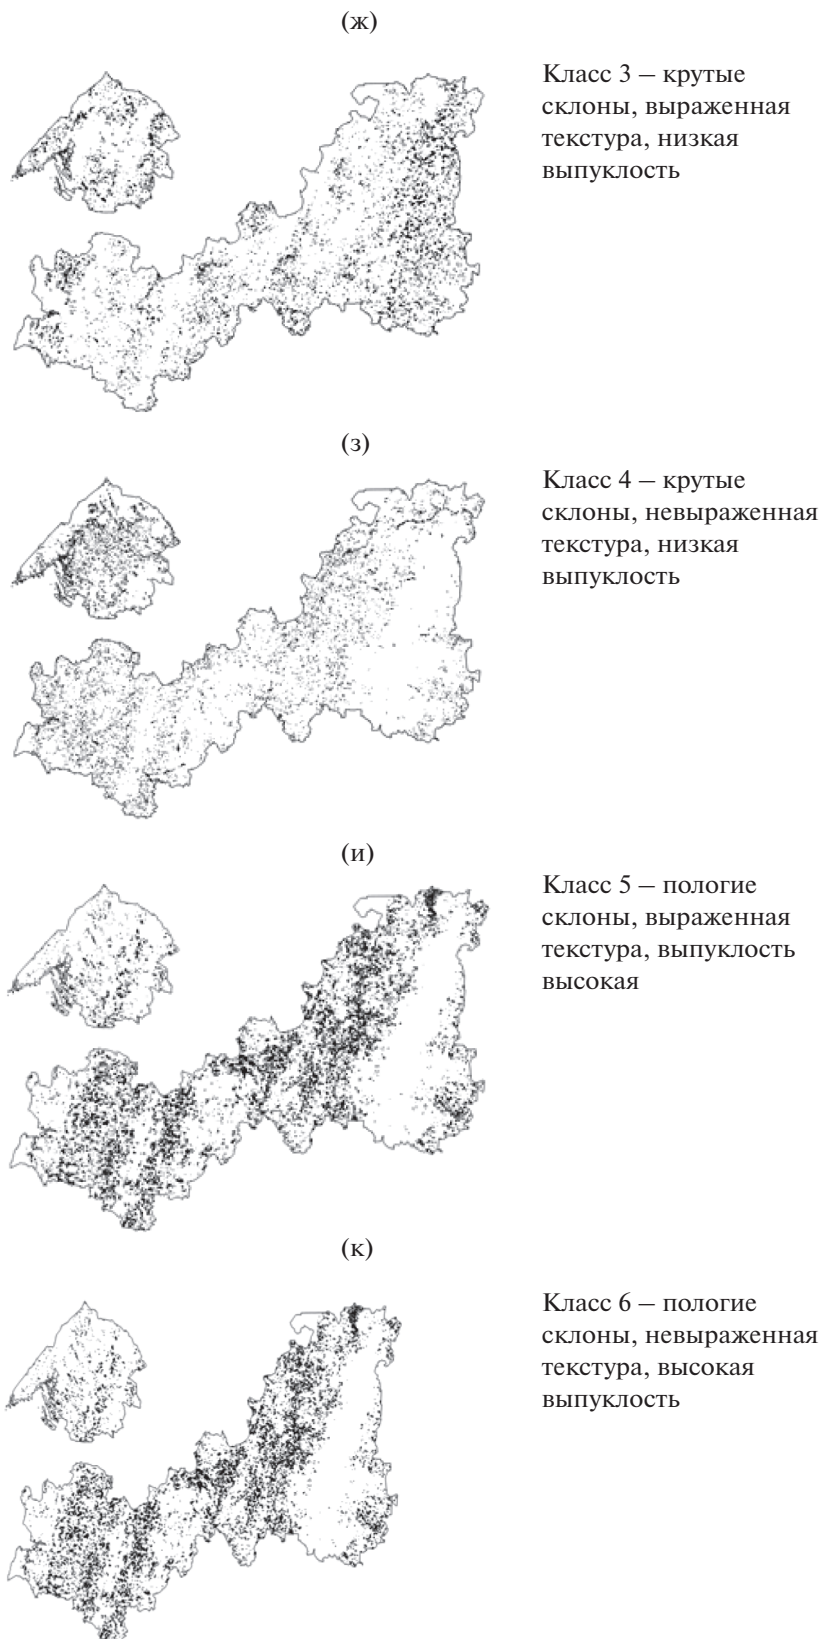 (ж)
Класс 3 – крутые
склоны, выраженная
текстура, низкая
выпуклость
(з)
Класс 4 – крутые
склоны, невыраженная
текстура, низкая
выпуклость
(и)
Класс 5 – пологие
склоны, выраженная
текстура, выпуклость
высокая
(к)
Класс 6 – пологие
склоны, невыраженная
текстура, высокая
выпуклость